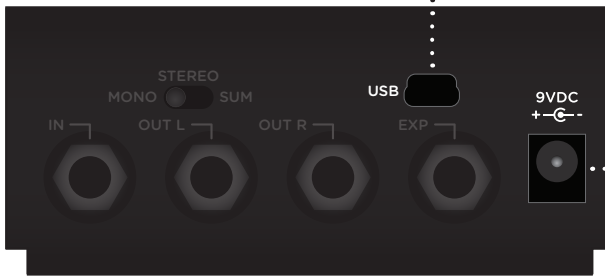 STEREO
MONO SUM
USB
9VDC
+ -
IN OUT L OUT R EXP